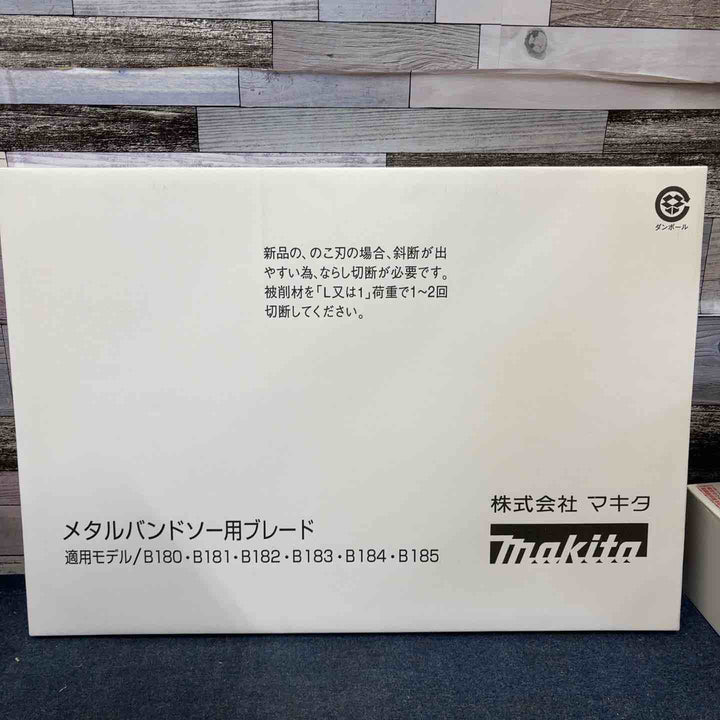 ダンボール
新品の、のこ刃の場合、斜断が出
やすい為、ならし切断が必要です。
被削材を「L又は1」荷重で1~2回
切断してください。
株式会社 マキタ
makita
メタルバンドソー用ブレード
適用モデル/B180・B181・B182・B183・B184・B185